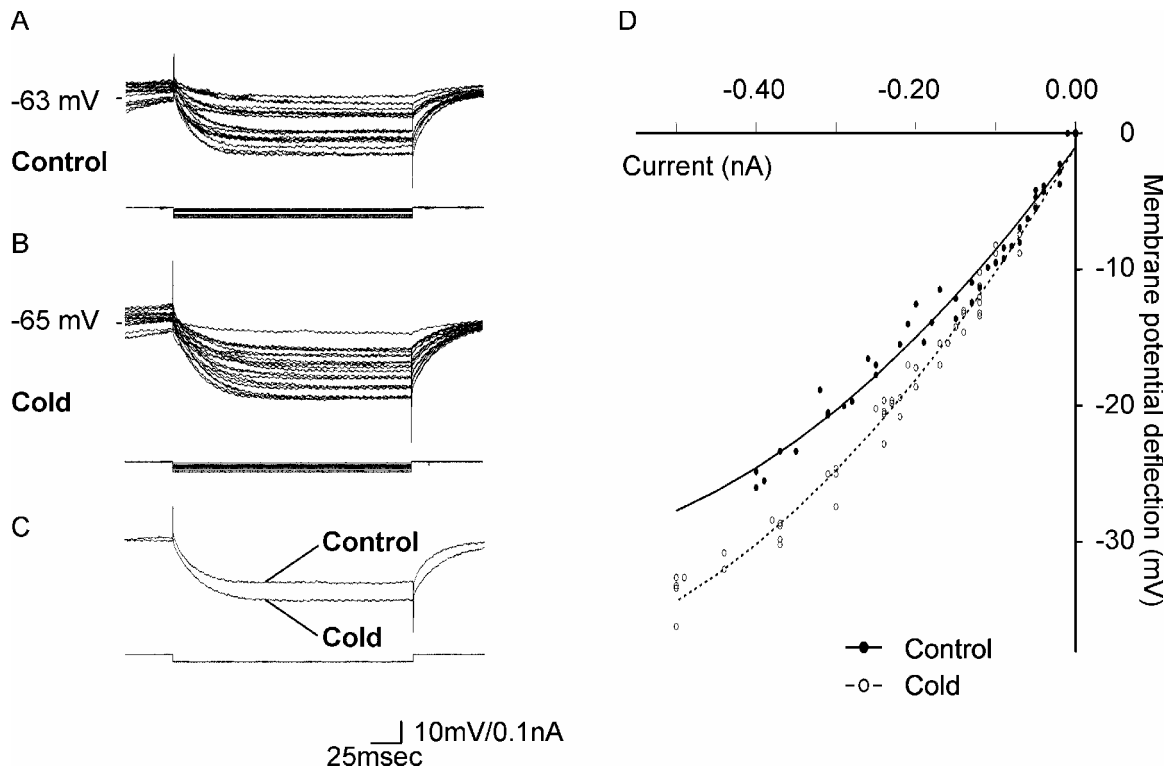 A
-63 mV
Control
B
-65 mV
Cold
C
Control
Cold
10mV/0.1nA
25msec
D
-0.40 -0.20 0.00
Current (nA)
0
-10
-20
-30
Membrane potential deflection (mV)
Control
Cold